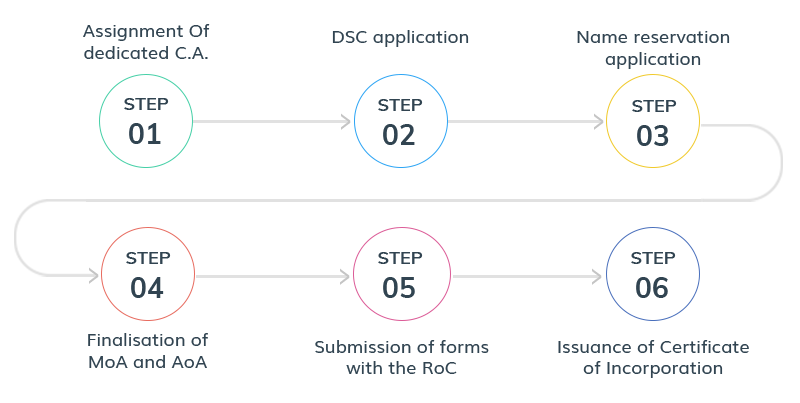 Assignment Of
dedicated C.A.
DSC application
Name reservation
application
STEP
01
STEP
02
STEP
03
STEP
04
STEP
05
STEP
06
Finalisation of
MoA and AoA
Submission of forms
with the RoC
Issuance of Certificate
of Incorporation